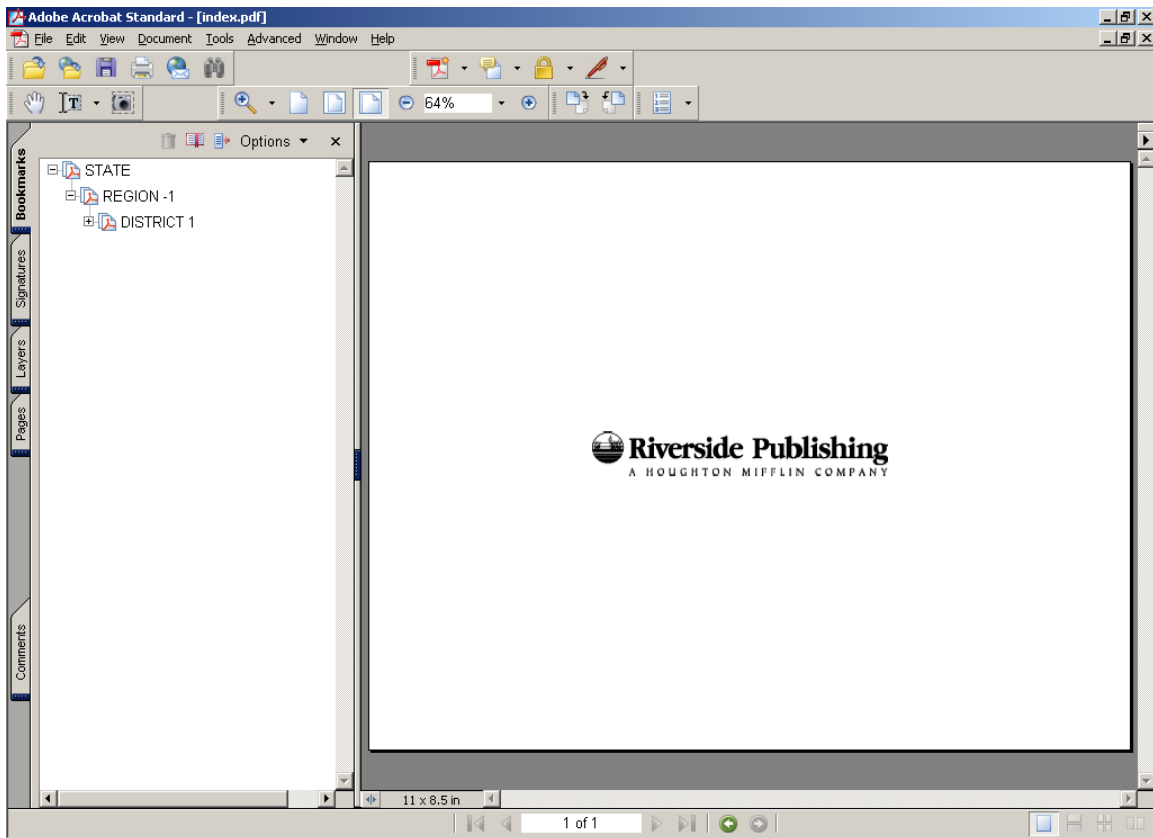 Adobe Acrobat Standard - [index.pdf]
File Edit View Document Tools Advanced Window Help
64%
Options
Bookmarks
Signatures
Layers
Pages
Comments
STATE
REGION -1
DISTRICT 1
Riverside Publishing
A HOUGHTON MIFFLIN COMPANY
11 x 8.5 in
1 of 1